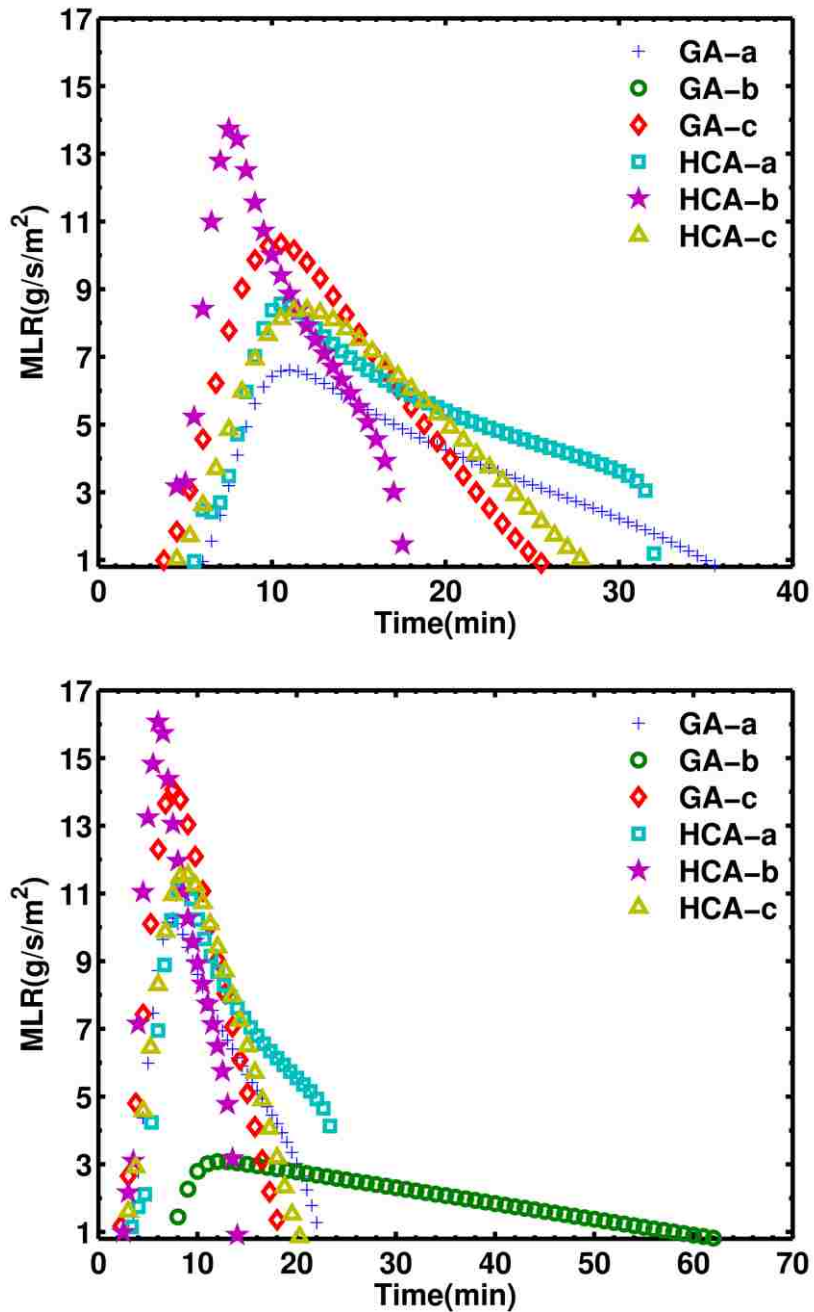 17
15
13
11
9
7
5
3
1
MLR(g/s/m²)
GA-a
GA-b
GA-c
HCA-a
HCA-b
HCA-c
0 10 20 30 40
Time(min)
17
15
13
11
9
7
5
3
1
MLR(g/s/m²)
GA-a
GA-b
GA-c
HCA-a
HCA-b
HCA-c
0 10 20 30 40 50 60 70
Time(min)